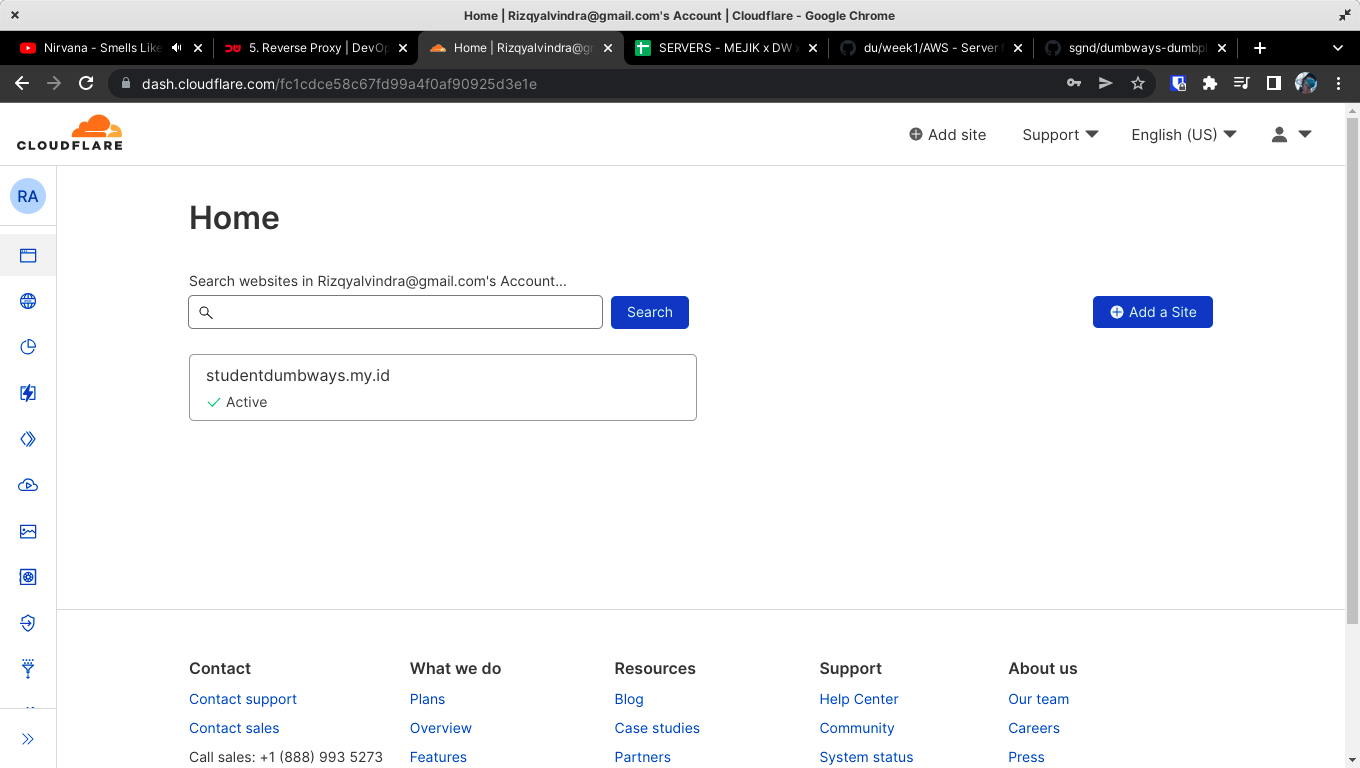 Home | Rizqyalvindra@gmail.com's Account | Cloudflare - Google Chrome
Nirvana - Smells Like
5. Reverse Proxy | DevOp
Home | Rizqyalvindra@gr
SERVERS - MEJIK x DW x
du/week1/AWS - Server
sgnd/dumbways-dumbpl
dash.cloudflare.com/fc1cdce58c67fd99a4f0af90925d3e1e
CLOUDFLARE
Add site
Support
English (US)
RA
Home
Search websites in Rizqyalvindra@gmail.com's Account...
Search
Add a Site
studentdumbways.my.id
Active
Contact
What we do
Resources
Support
About us
Contact support
Plans
Blog
Help Center
Our team
Contact sales
Overview
Case studies
Community
Careers
Call sales: +1 (888) 993 5273
Features
Partners
System status
Press